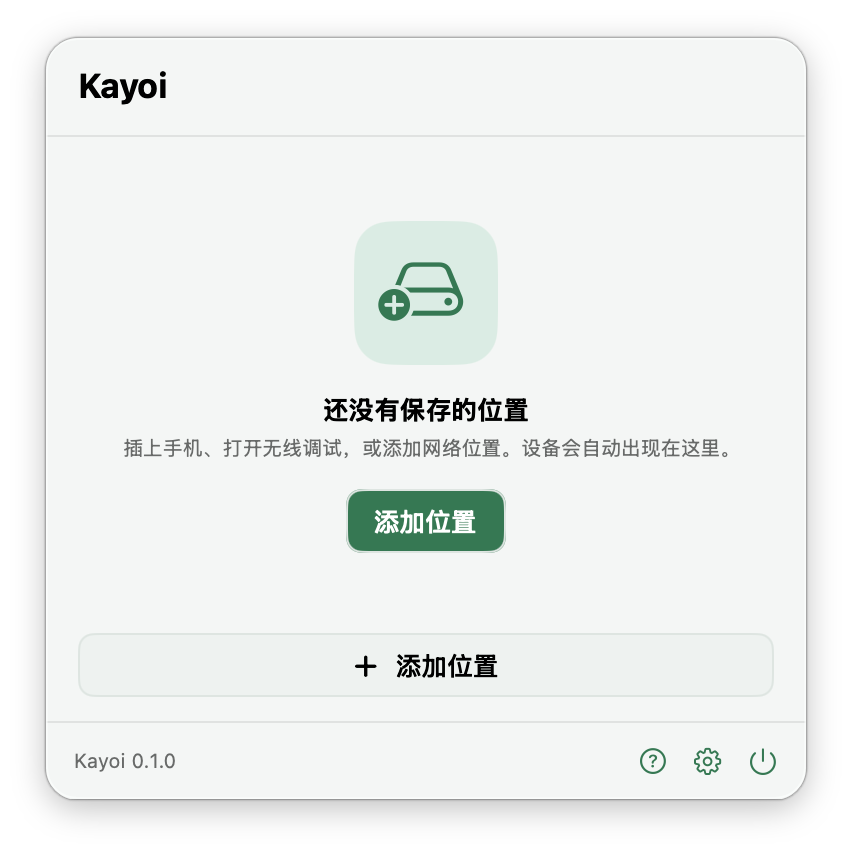 Kayoi
还没有保存的位置
插上手机、打开无线调试，或添加网络位置。设备会自动出现在这里。
添加位置
+ 添加位置
Kayoi 0.1.0